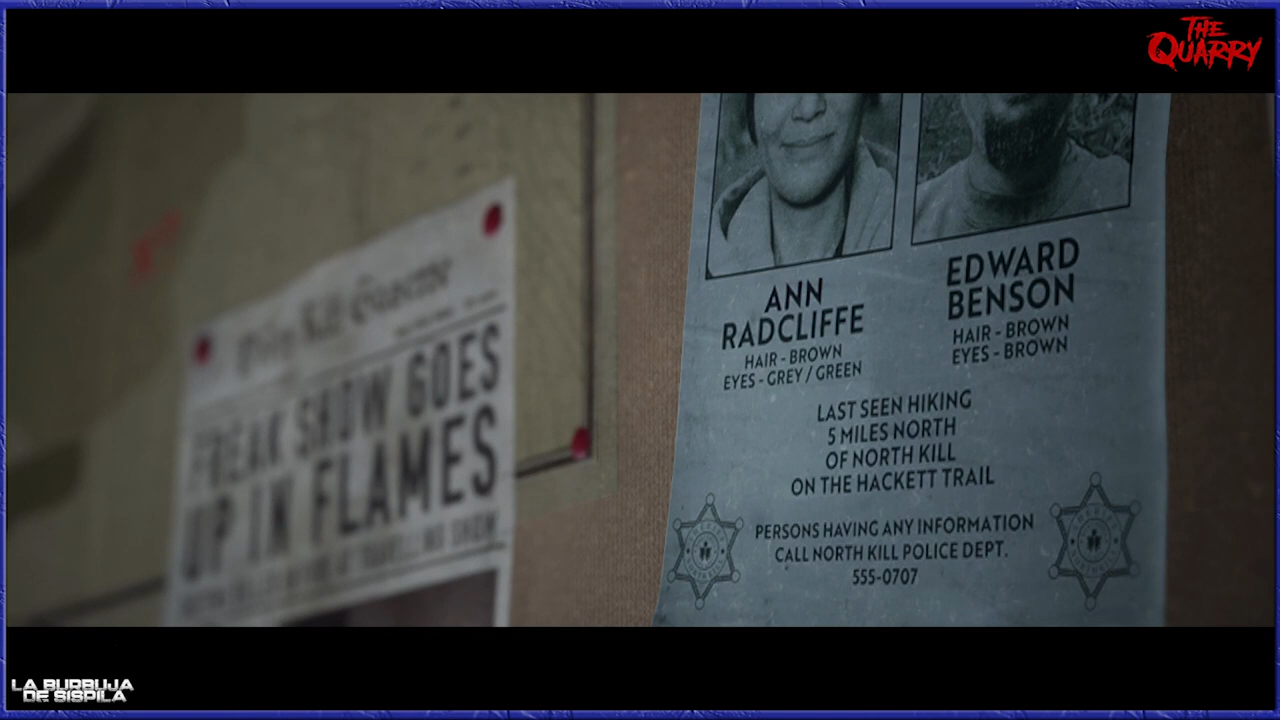 THE
QUARRY
FREAK SHOW GOES
UP IN FLAMES
ANN
RADCLIFFE
HAIR - BROWN
EYES - GREY / GREEN
EDWARD
BENSON
HAIR - BROWN
EYES - BROWN
LAST SEEN HIKING
5 MILES NORTH
OF NORTH KILL
ON THE HACKETT TRAIL
PERSONS HAVING ANY INFORMATION
CALL NORTH KILL POLICE DEPT.
555-0707
LA BURBUJA
DE SISPILA